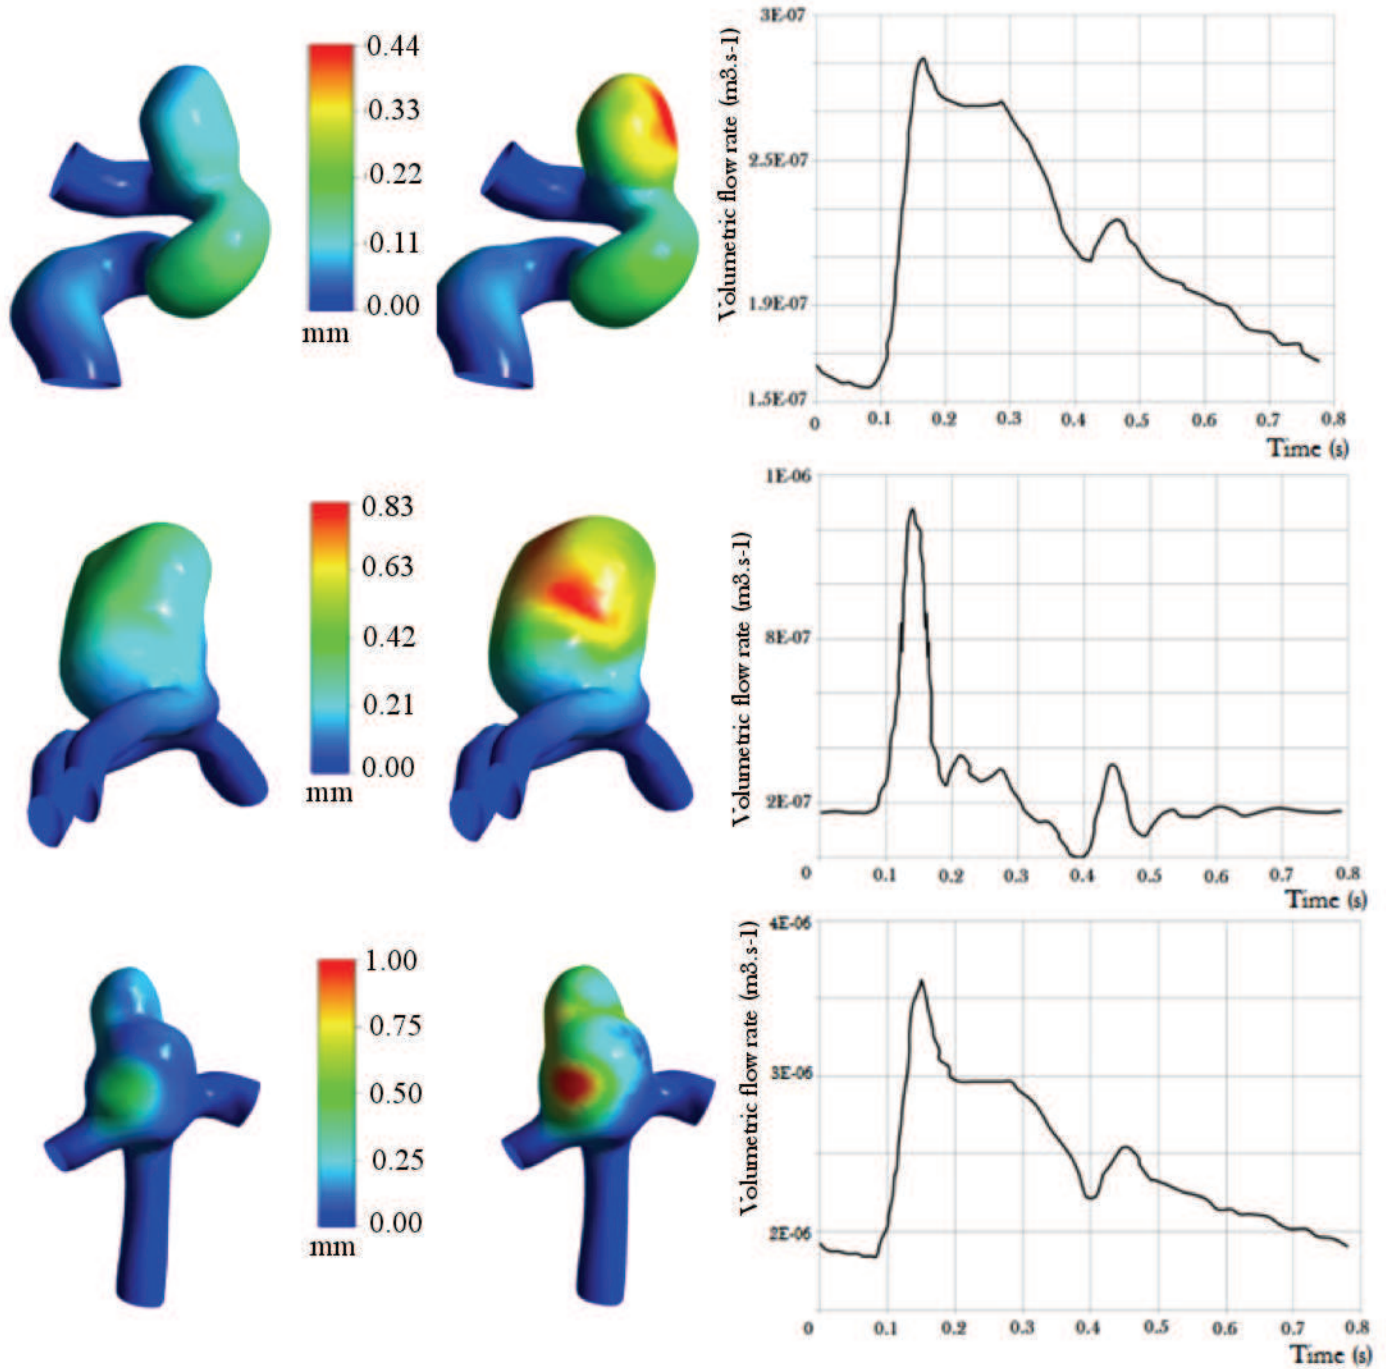 0.44
0.33
0.22
0.11
0.00
mm
Volumetric flow rate (m3.s-1)
3E-07
2.5E-07
1.9E-07
1.5E-07
0 0.1 0.2 0.3 0.4 0.5 0.6 0.7 0.8
Time (s)
0.83
0.63
0.42
0.21
0.00
mm
Volumetric flow rate (m3.s-1)
1E-06
8E-07
2E-07
0 0.1 0.2 0.3 0.4 0.5 0.6 0.7 0.8
Time (s)
1.00
0.75
0.50
0.25
0.00
mm
Volumetric flow rate (m3.s-1)
4E-06
3E-06
2E-06
0 0.1 0.2 0.3 0.4 0.5 0.6 0.7 0.8
Time (s)